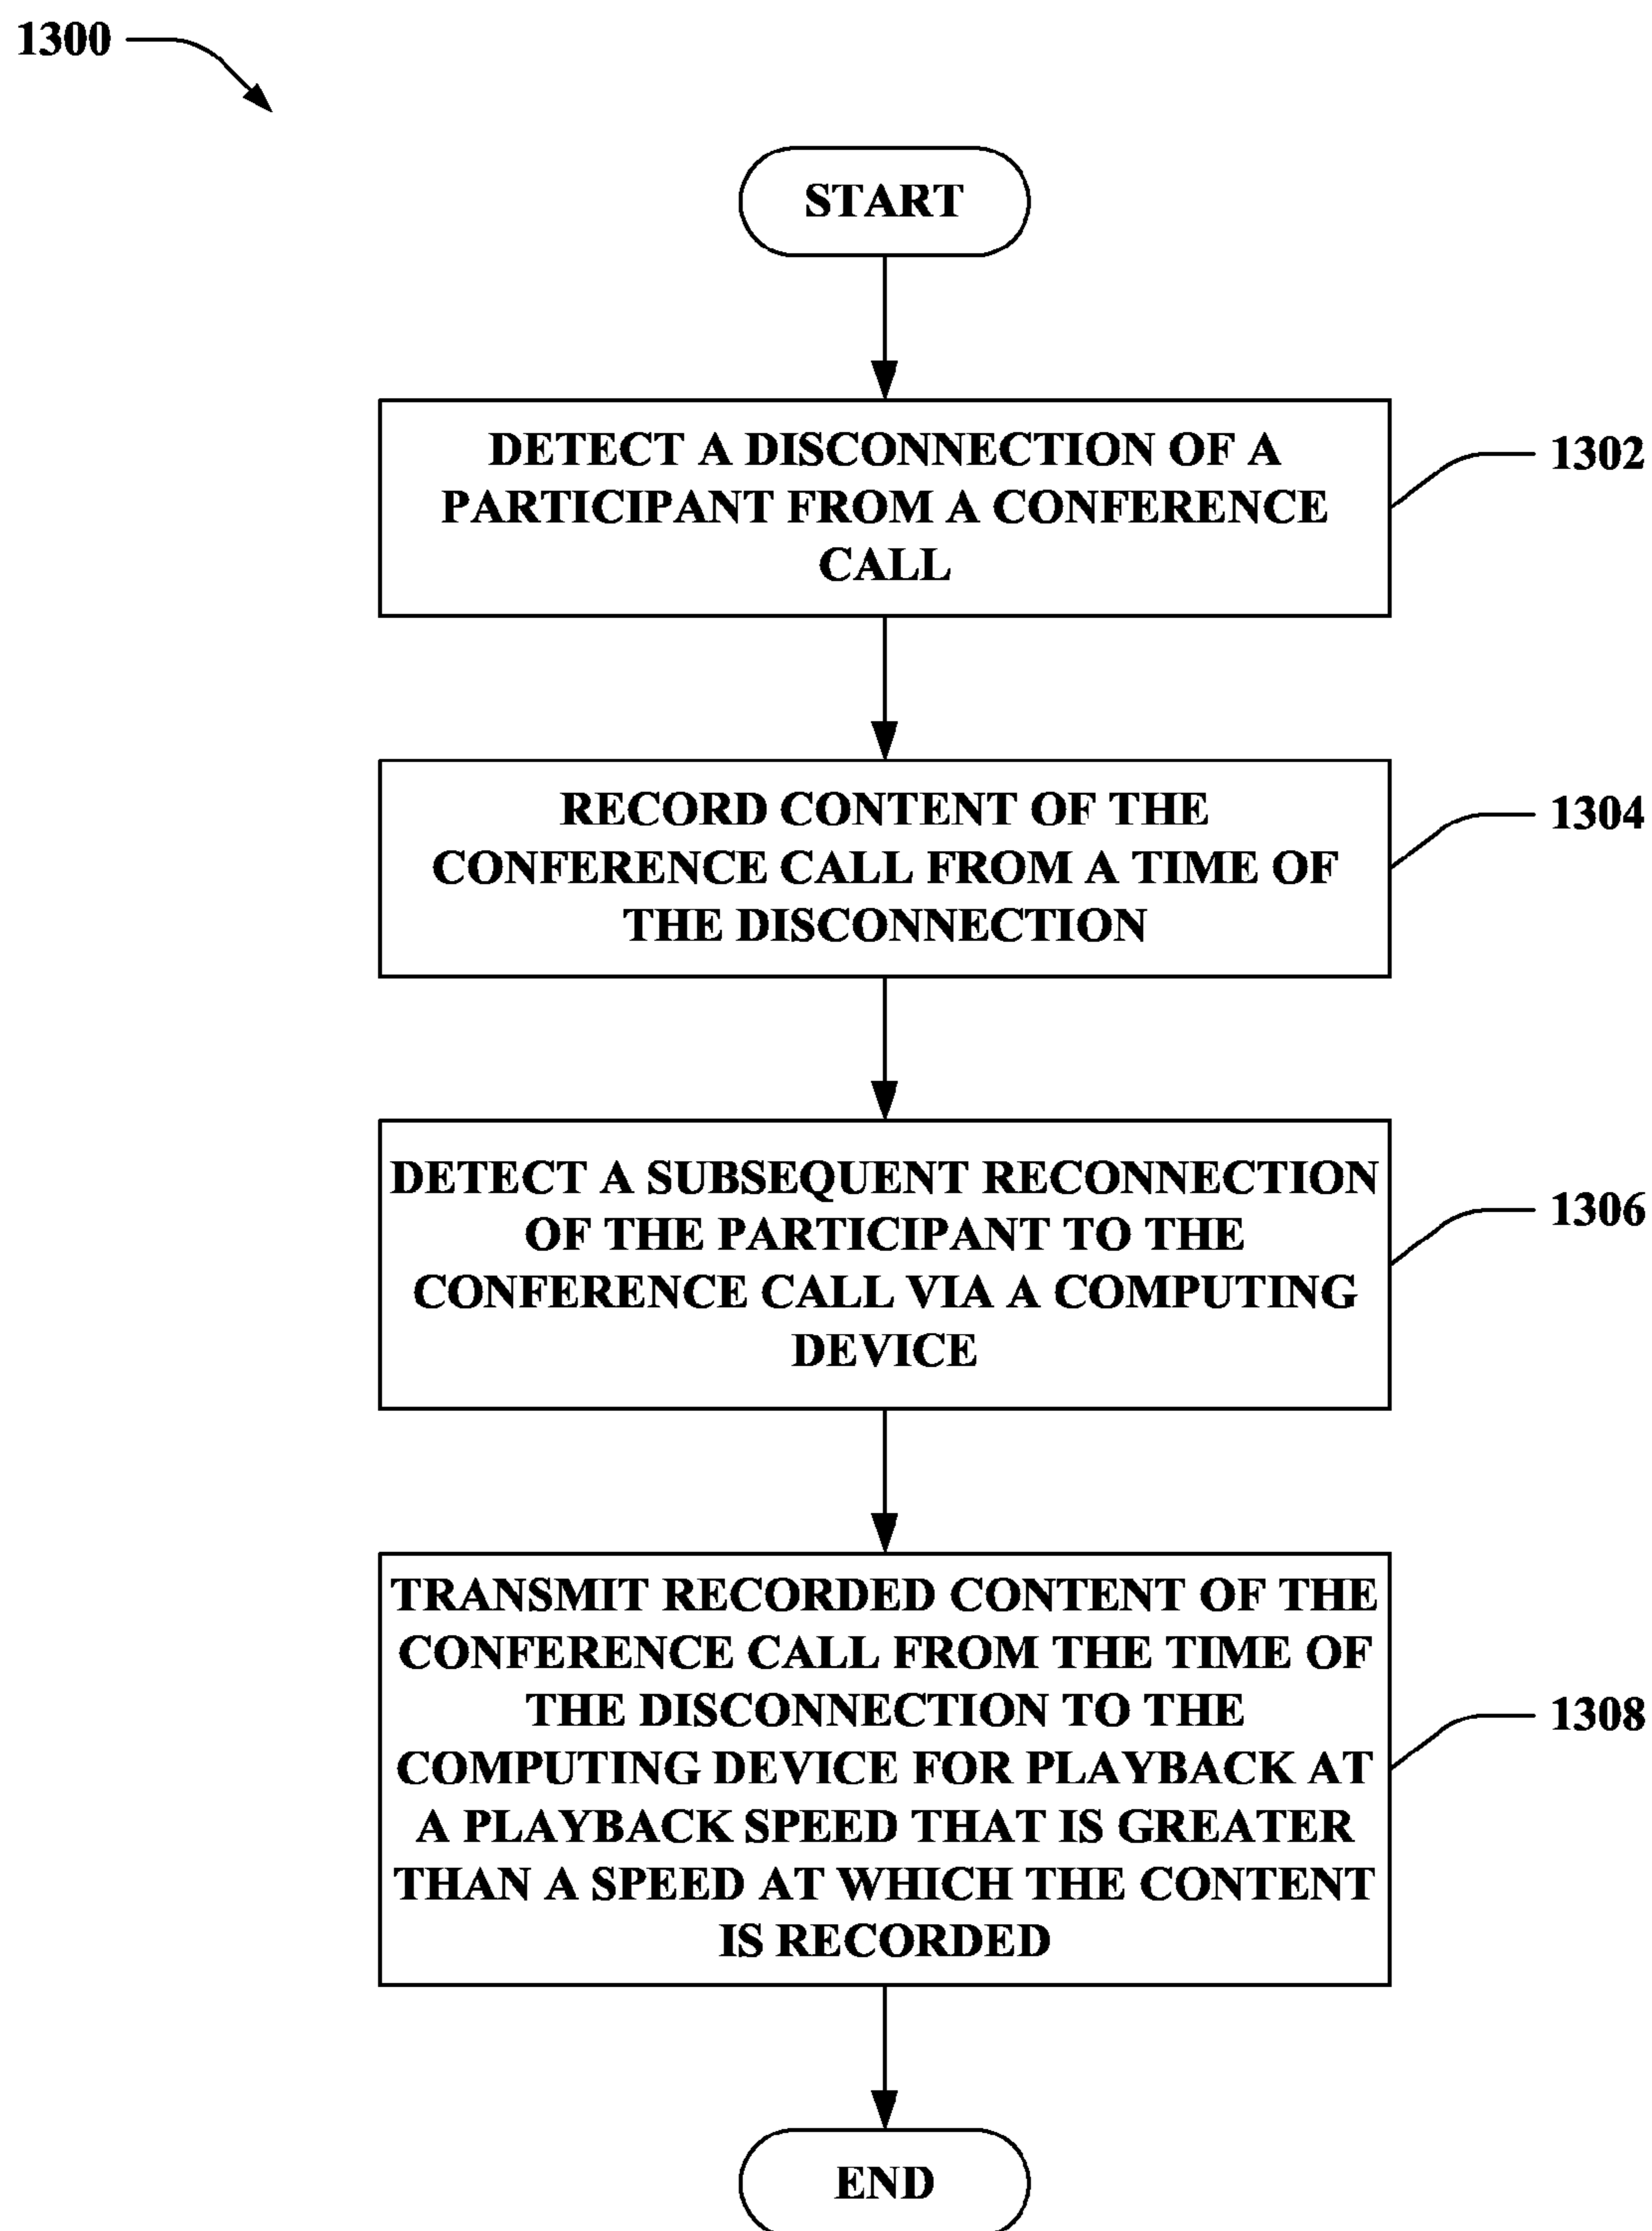 1300
START
DETECT A DISCONNECTION OF A
PARTICIPANT FROM A CONFERENCE
CALL
1302
RECORD CONTENT OF THE
CONFERENCE CALL FROM A TIME OF
THE DISCONNECTION
1304
DETECT A SUBSEQUENT RECONNECTION
OF THE PARTICIPANT TO THE
CONFERENCE CALL VIA A COMPUTING
DEVICE
1306
TRANSMIT RECORDED CONTENT OF THE
CONFERENCE CALL FROM THE TIME OF
THE DISCONNECTION TO THE
COMPUTING DEVICE FOR PLAYBACK AT
A PLAYBACK SPEED THAT IS GREATER
THAN A SPEED AT WHICH THE CONTENT
IS RECORDED
1308
END